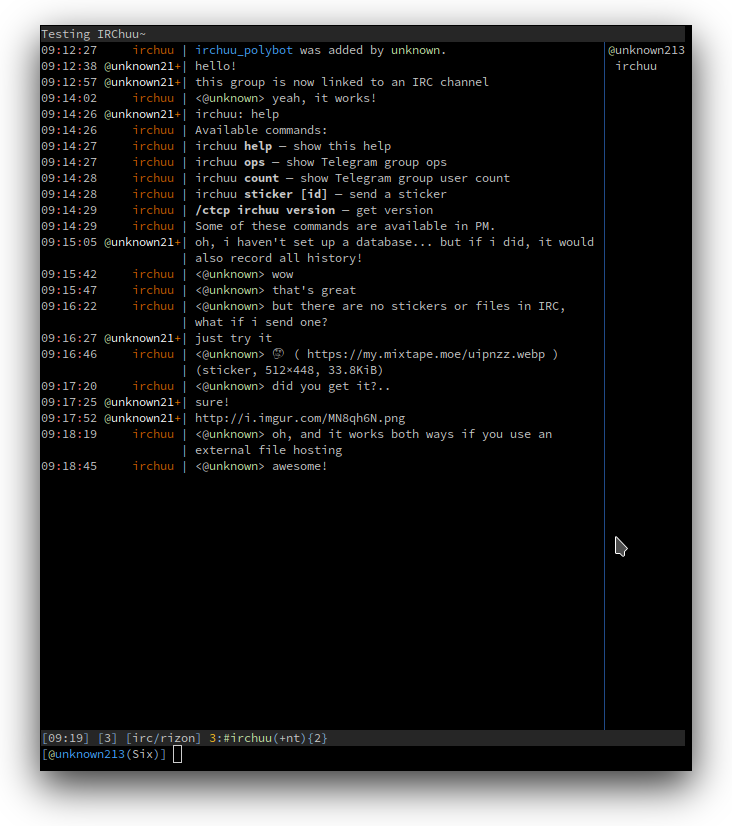 Testing IRChuu~
09:12:27 irchuu | irchuu_polybot was added by unknown.
09:12:38 @unknown21+| hello!
09:12:57 @unknown21+| this group is now linked to an IRC channel
09:14:02 irchuu | <@unknown> yeah, it works!
09:14:26 @unknown21+| irchuu: help
09:14:26 irchuu | Available commands:
09:14:27 irchuu | irchuu help — show this help
09:14:27 irchuu | irchuu ops — show Telegram group ops
09:14:28 irchuu | irchuu count — show Telegram group user count
09:14:28 irchuu | irchuu sticker [id] — send a sticker
09:14:29 irchuu | /ctcp irchuu version — get version
09:14:29 irchuu | Some of these commands are available in PM.
09:15:05 @unknown21+| oh, i haven't set up a database... but if i did, it would
| also record all history!
09:15:42 irchuu | <@unknown> wow
09:15:47 irchuu | <@unknown> that's great
09:16:22 irchuu | <@unknown> but there are no stickers or files in IRC,
| what if i send one?
09:16:27 @unknown21+| just try it
09:16:46 irchuu | <@unknown> ( https://my.mixtape.moe/uipnzz.webp )
| (sticker, 512×448, 33.8KiB)
09:17:20 irchuu | <@unknown> did you get it?..
09:17:25 @unknown21+| sure!
09:17:52 @unknown21+| http://i.imgur.com/MN8qh6N.png
09:18:19 irchuu | <@unknown> oh, and it works both ways if you use an
| external file hosting
09:18:45 irchuu | <@unknown> awesome!
@unknown213
irchuu
[09:19] [3] [irc/rizon] 3:#irchuu(+nt){2}
[@unknown213(Six)]